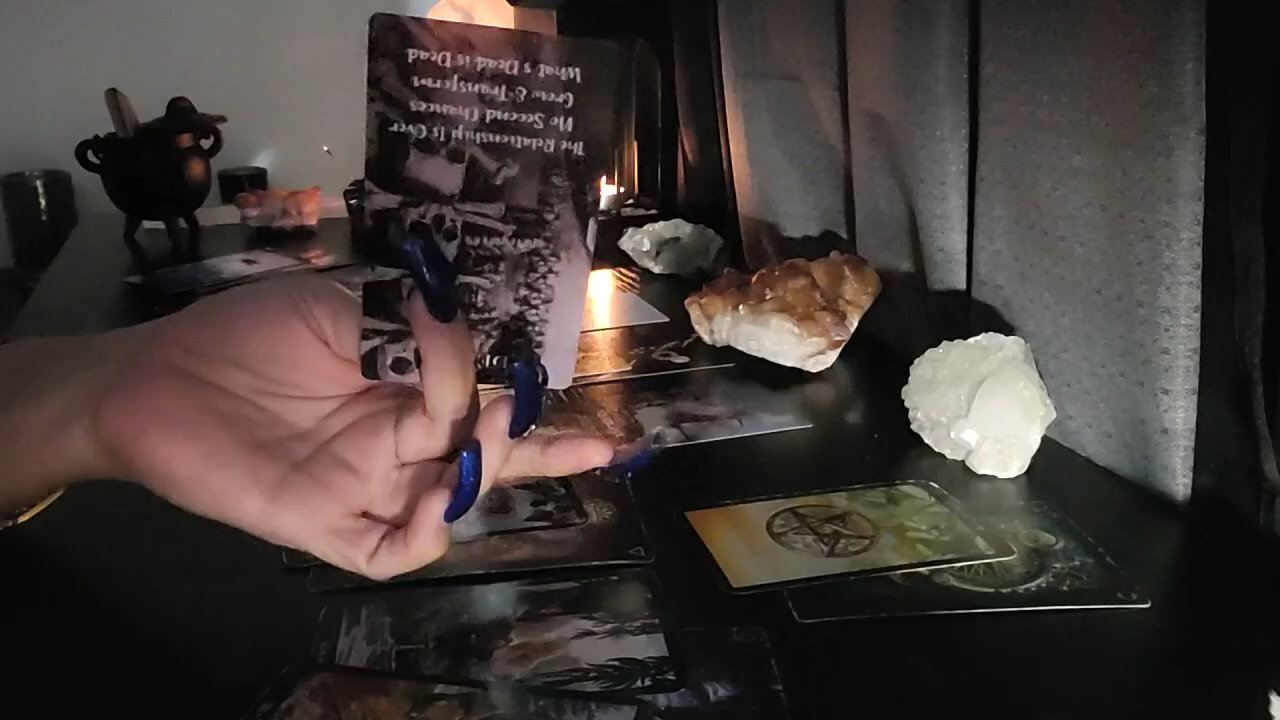 The Relationship Is Over
No Second Chances
Grow & Transform
What's Dead is Dead